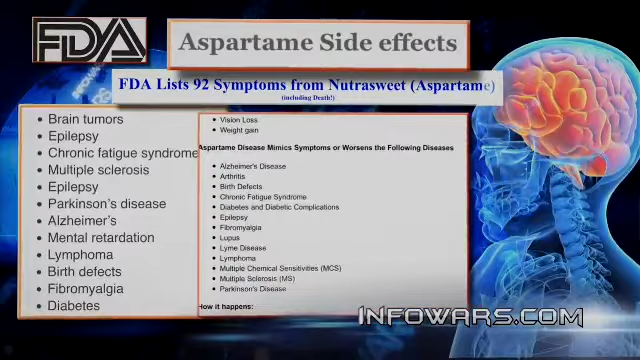 FDA
Aspartame Side effects
FDA Lists 92 Symptoms from Nutrasweet (Aspartame)
(including Death!)
• Brain tumors
• Epilepsy
• Chronic fatigue syndrome
• Multiple sclerosis
• Epilepsy
• Parkinson's disease
• Alzheimer's
• Mental retardation
• Lymphoma
• Birth defects
• Fibromyalgia
• Diabetes
• Vision Loss
• Weight gain
Aspartame Disease Mimics Symptoms or Worsens the Following Diseases
• Alzheimer's Disease
• Arthritis
• Birth Defects
• Chronic Fatigue Syndrome
• Diabetes and Diabetic Complications
• Epilepsy
• Fibromyalgia
• Lupus
• Lyme Disease
• Lymphoma
• Multiple Chemical Sensitivities (MCS)
• Multiple Sclerosis (MS)
• Parkinson's Disease
How it happens:
INFOWARS.COM